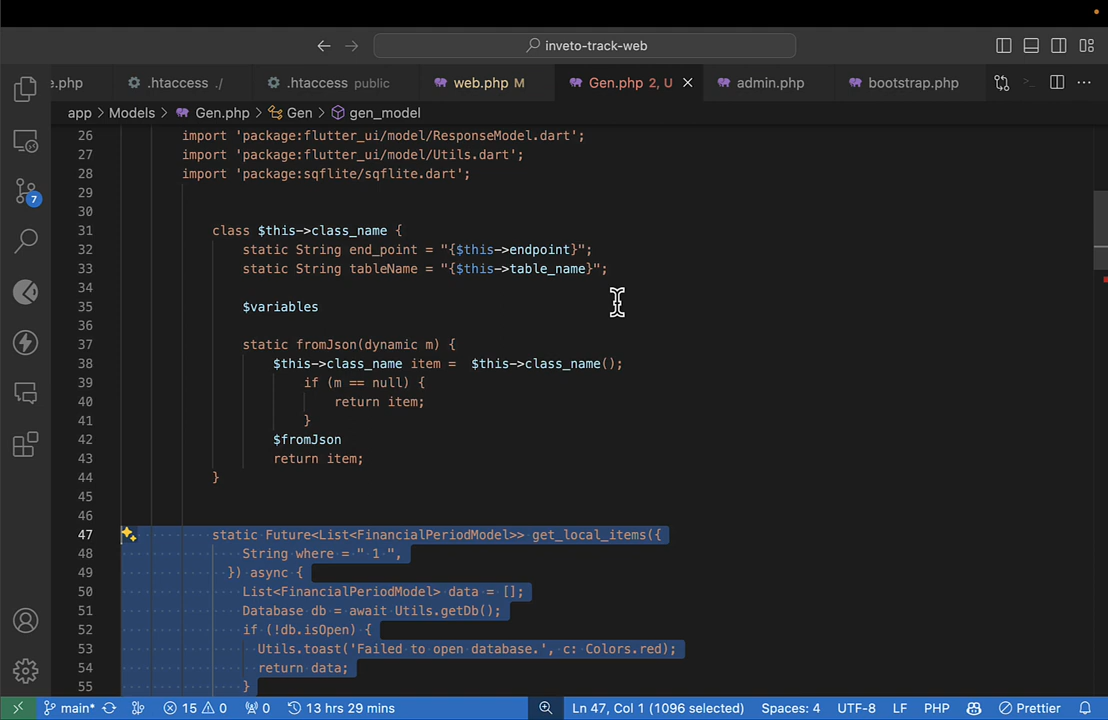 inveto-track-web
e.php .htaccess ./ .htaccess public web.php M Gen.php 2, U admin.php bootstrap.php
app > Models > Gen.php > Gen > gen_model
26 import 'package:flutter_ui/model/ResponseModel.dart';
27 import 'package:flutter_ui/model/Utils.dart';
28 import 'package:sqflite/sqflite.dart';
29
30
31 class $this->class_name {
32 static String end_point = "{$this->endpoint}";
33 static String tableName = "{$this->table_name}";
34
35 $variables
36
37 static fromJson(dynamic m) {
38 $this->class_name item =  $this->class_name();
39 if (m == null) {
40 return item;
41 }
42 $fromJson
43 return item;
44 }
45
46
47 static Future<List<FinancialPeriodModel>> get_local_items({
48 String where = " 1 ",
49 }) async {
50 List<FinancialPeriodModel> data = [];
51 Database db = await Utils.getDb();
52 if (!db.isOpen) {
53 Utils.toast('Failed to open database.', c: Colors.red);
54 return data;
55 }
7
main* 15 0 0 13 hrs 29 mins Ln 47, Col 1 (1096 selected) Spaces: 4 UTF-8 LF PHP Prettier